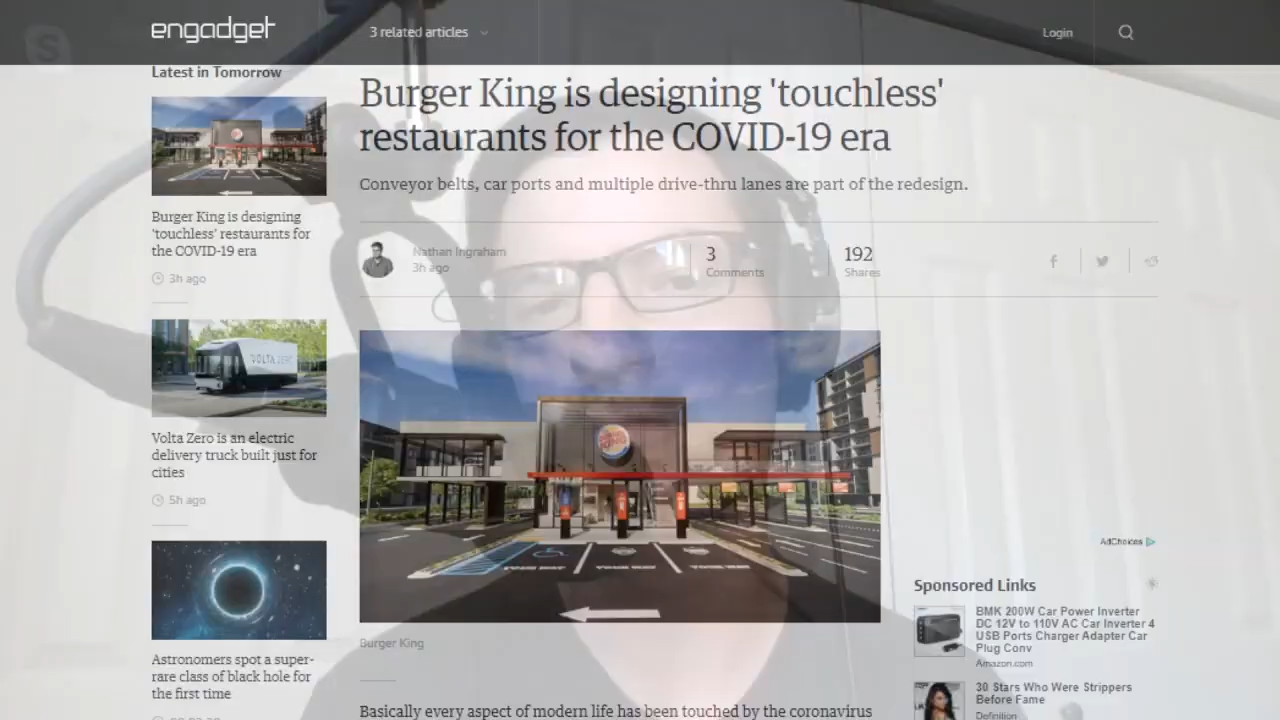 engadget
3 related articles
Login
Latest in Tomorrow
Burger King is designing
'touchless' restaurants for
the COVID-19 era
3h ago
Volta Zero is an electric
delivery truck built just for
cities
5h ago
Astronomers spot a super-
rare class of black hole for
the first time
Burger King is designing 'touchless'
restaurants for the COVID-19 era
Conveyor belts, car ports and multiple drive-thru lanes are part of the redesign.
Nathan Ingraham
3h ago
3
Comments
192
Shares
VOLTA ZERO
BURGER
KING
Burger King
Basically every aspect of modern life has been touched by the coronavirus
AdChoices
Sponsored Links
BMK 200W Car Power Inverter
DC 12V to 110V AC Car Inverter 4
USB Ports Charger Adapter Car
Plug Conv
Amazon.com
30 Stars Who Were Strippers
Before Fame
Definition